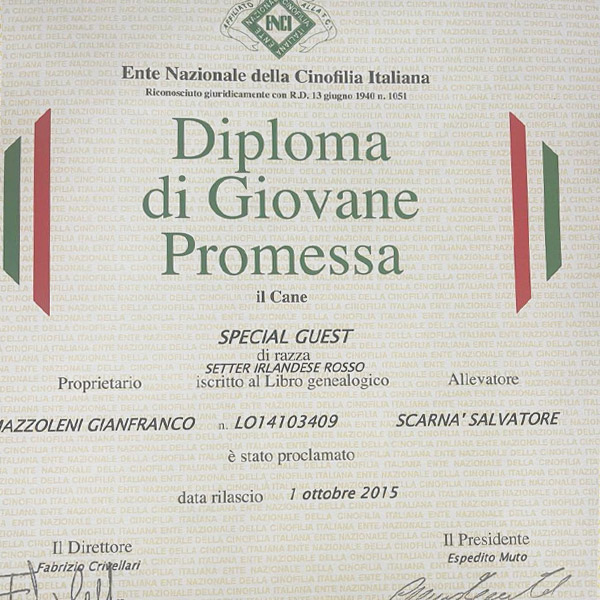 ENCI
Ente Nazionale della Cinofilia Italiana
Riconosciuto giuridicamente con R.D. 13 giugno 1940 n. 1051
Diploma
di Giovane
Promessa
il Cane
SPECIAL GUEST
di razza
SETTER IRLANDESE ROSSO
Proprietario iscritto al Libro genealogico Allevatore
MAZZOLENI GIANFRANCO n. LO14103409 SCARNA' SALVATORE
è stato proclamato
data rilascio 1 ottobre 2015
Il Direttore Il Presidente
Fabrizio Crivellari Espedito Muto